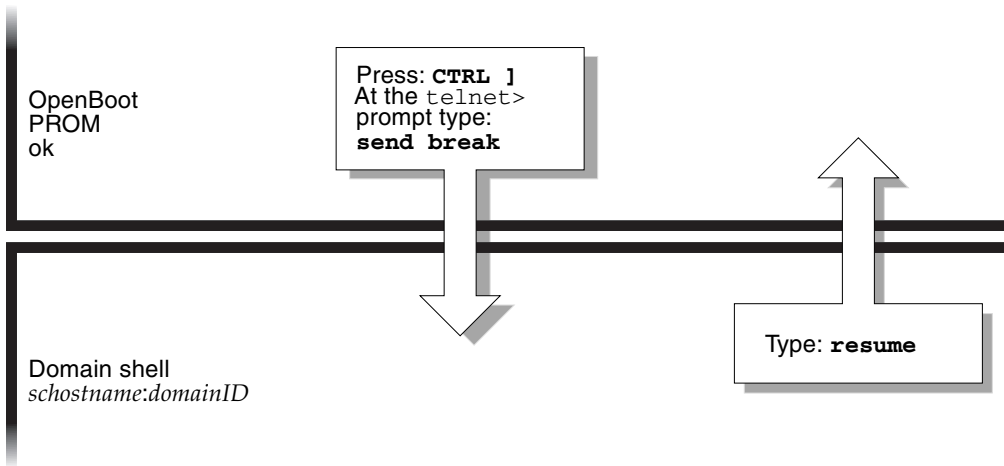 OpenBoot
PROM
ok
Press: CTRL ]
At the telnet>
prompt type:
send break
Domain shell
schostname:domainID
Type: resume